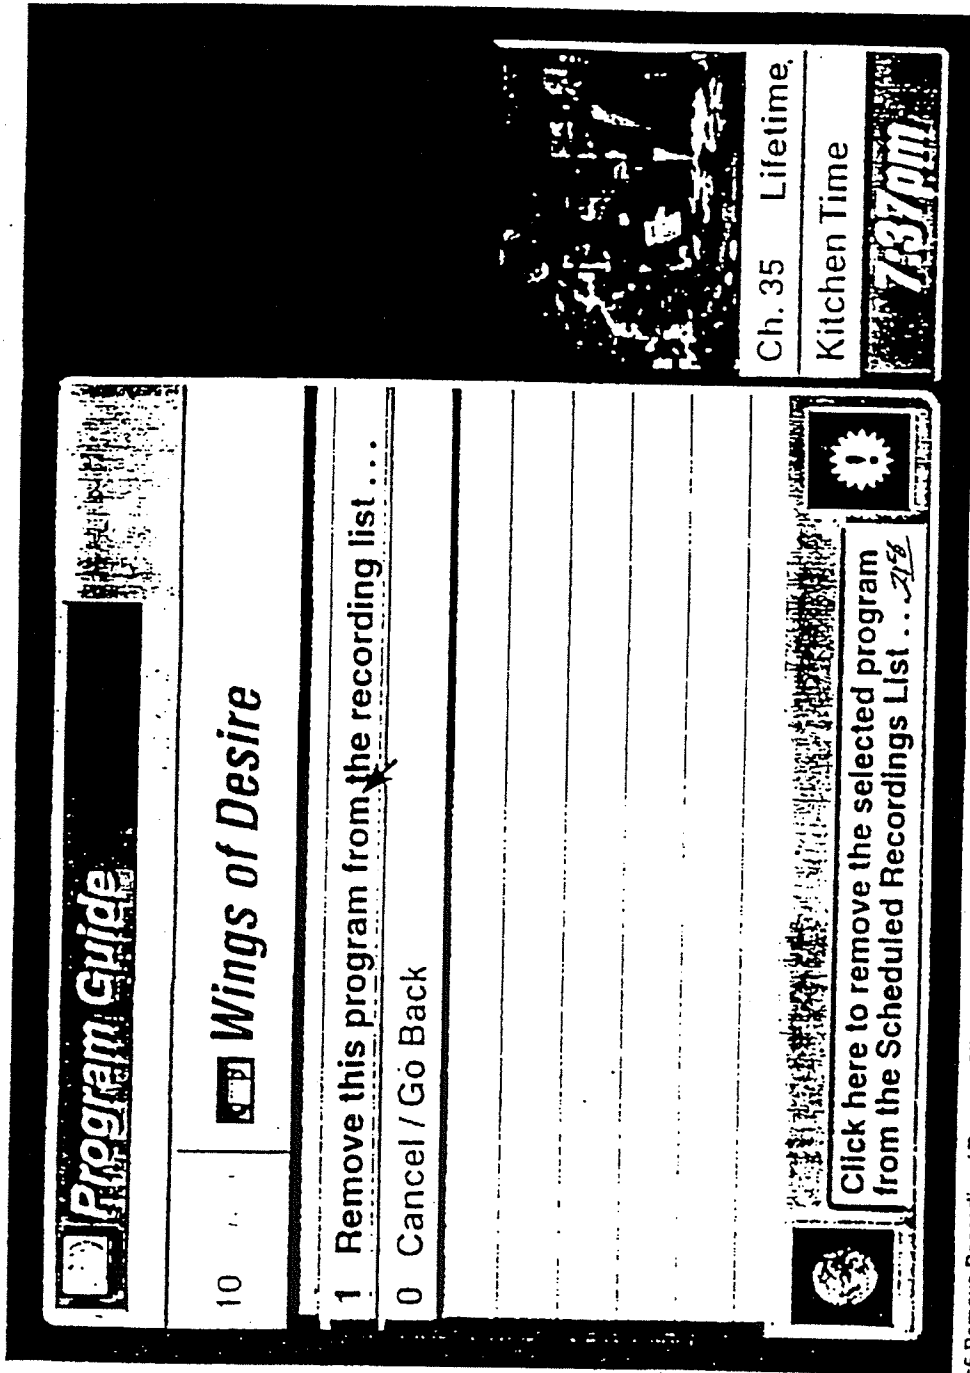 Program Guide
10 Wings of Desire
1 Remove this program from the recording list...
0 Cancel / Go Back
Click here to remove the selected program
from the Scheduled Recordings List...
218
Ch. 35 Lifetime
Kitchen Time
7:37pm